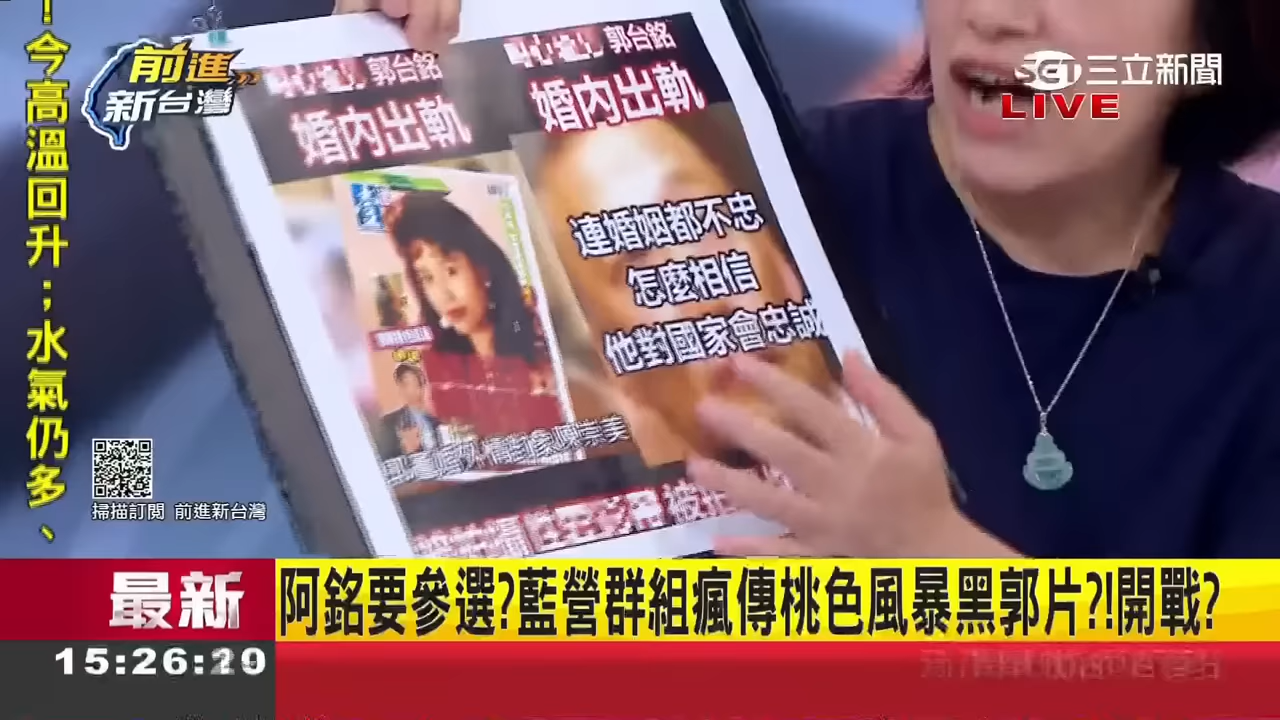 ！今高溫回升；水氣仍多、
前進
新台灣
SET 三立新聞
LIVE
郭台銘
婚內出軌
郭台銘
婚內出軌
連婚姻都不忠
怎麼相信
他對國家會忠誠
掃描訂閱 前進新台灣
最新
阿銘要參選?藍營群組瘋傳桃色風暴黑郭片?!開戰?
15:26:20